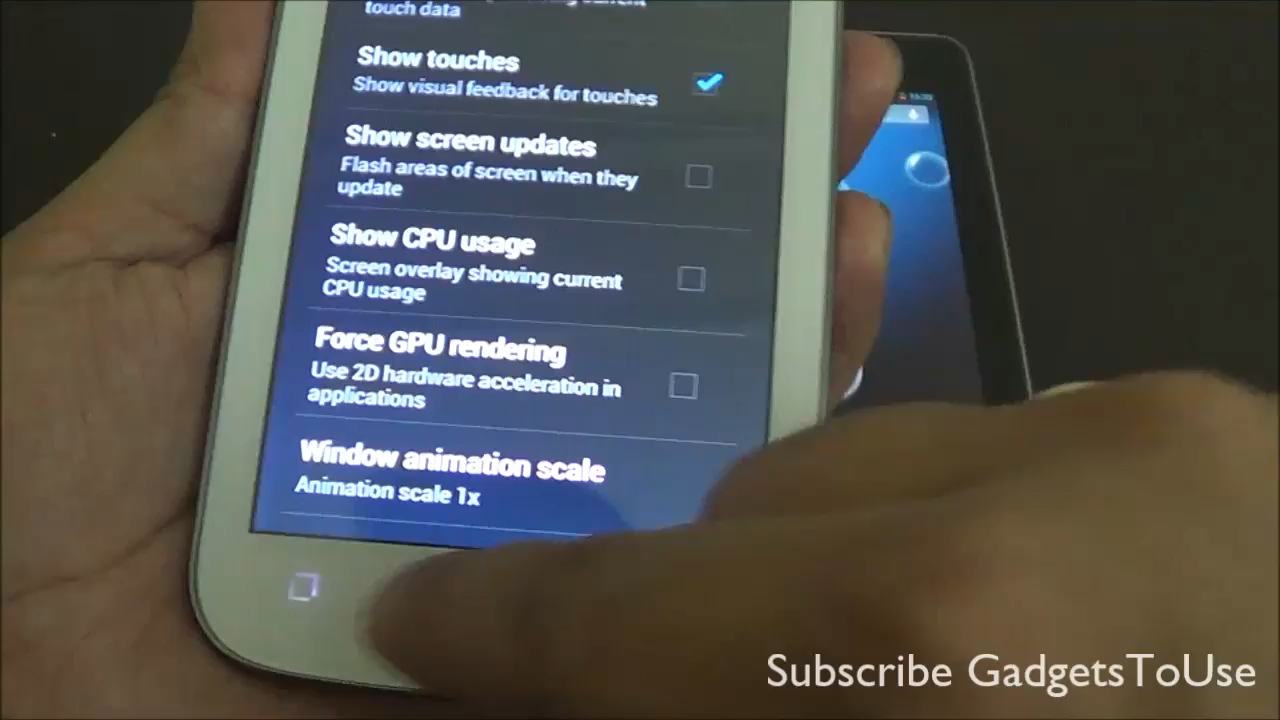 touch data
Show touches
Show visual feedback for touches
Show screen updates
Flash areas of screen when they
update
Show CPU usage
Screen overlay showing current
CPU usage
Force GPU rendering
Use 2D hardware acceleration in
applications
Window animation scale
Animation scale 1x
Subscribe GadgetsToUse